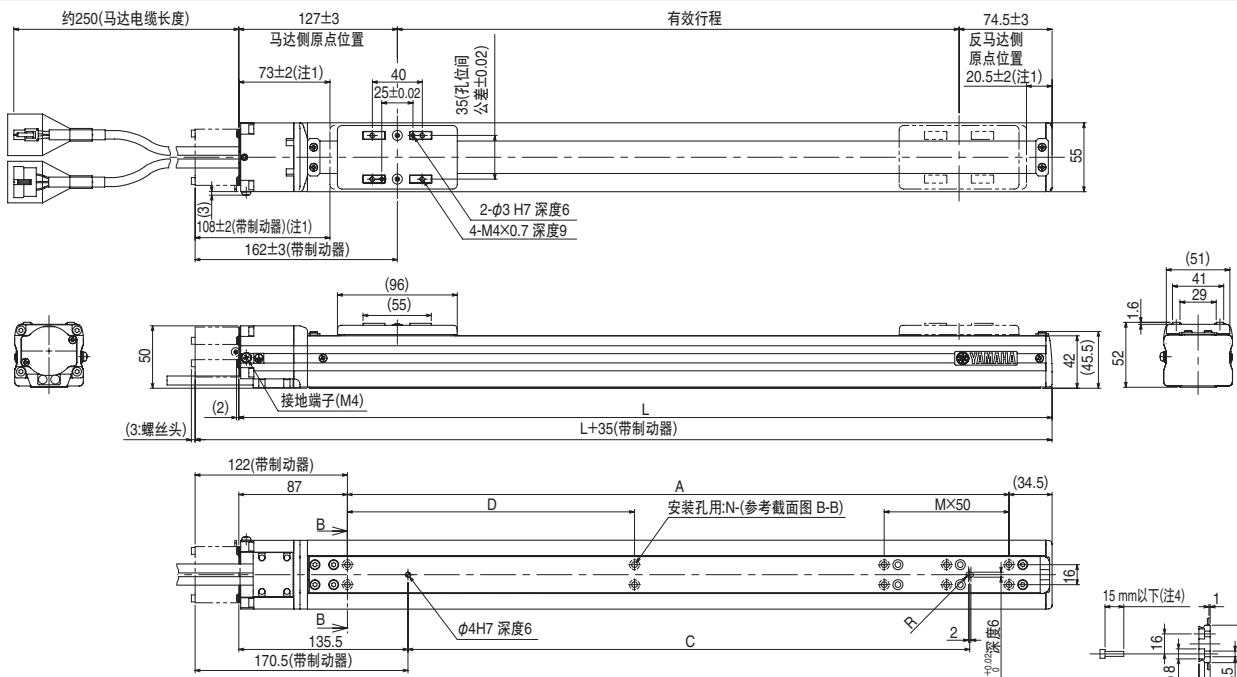 约250(马达电缆长度)
127±3
马达侧原点位置
有效行程
74.5±3
反马达侧
原点位置
20.5±2(注1)
73±2(注1)
40
25±0.02
35(孔位间
公差±0.02)
55
(3)
108±2(带制动器)(注1)
162±3(带制动器)
2-φ3 H7 深度6
4-M4×0.7 深度9
(96)
(55)
50
接地端子(M4)
(2)
(3:螺丝头)
L
L+35(带制动器)
YAMAHA
42
(45.5)
(51)
41
29
1.6
52
122(带制动器)
87
A
(34.5)
D
安装孔用:N-(参考截面图 B-B)
M×50
B
B
16
φ4H7 深度6
R
2
+0.02
0
深度6
135.5
170.5(带制动器)
C
15 mm以下(注4)
1
16